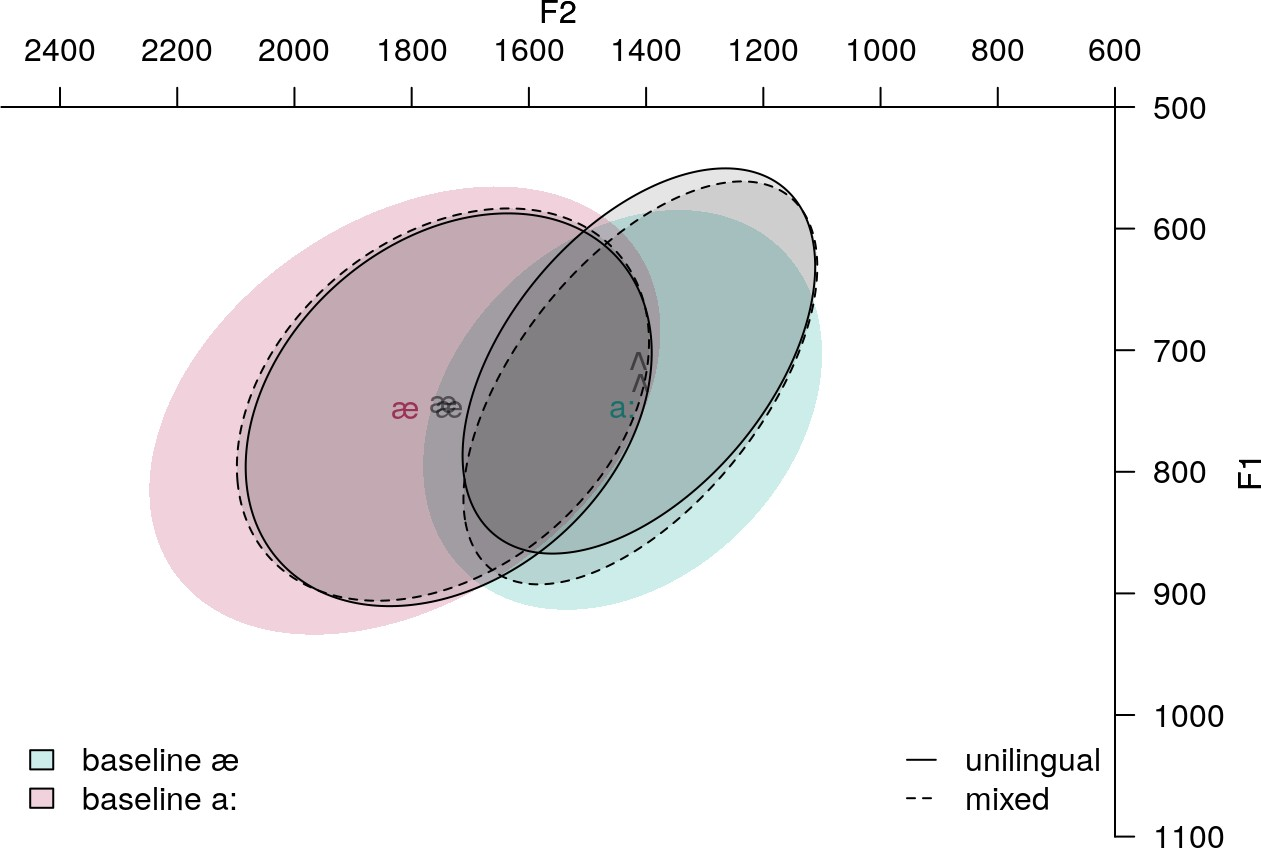 F2
2400 2200 2000 1800 1600 1400 1200 1000 800 600
500
600
700
800
900
1000
1100
F1
ʌ
ʌ
æ æ æ a:
baseline æ
baseline a:
unilingual
mixed